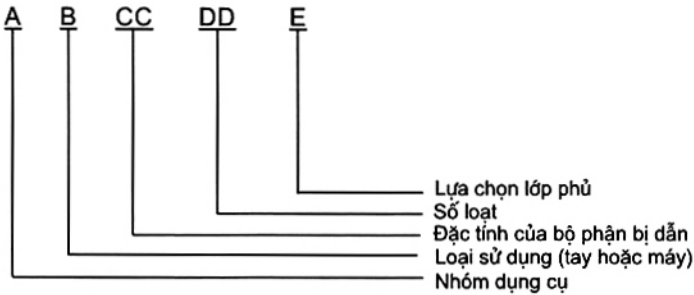 A B CC DD E
Lựa chọn lớp phủ
Số loạt
Đặc tính của bộ phận bị dẫn
Loại sử dụng (tay hoặc máy)
Nhóm dụng cụ